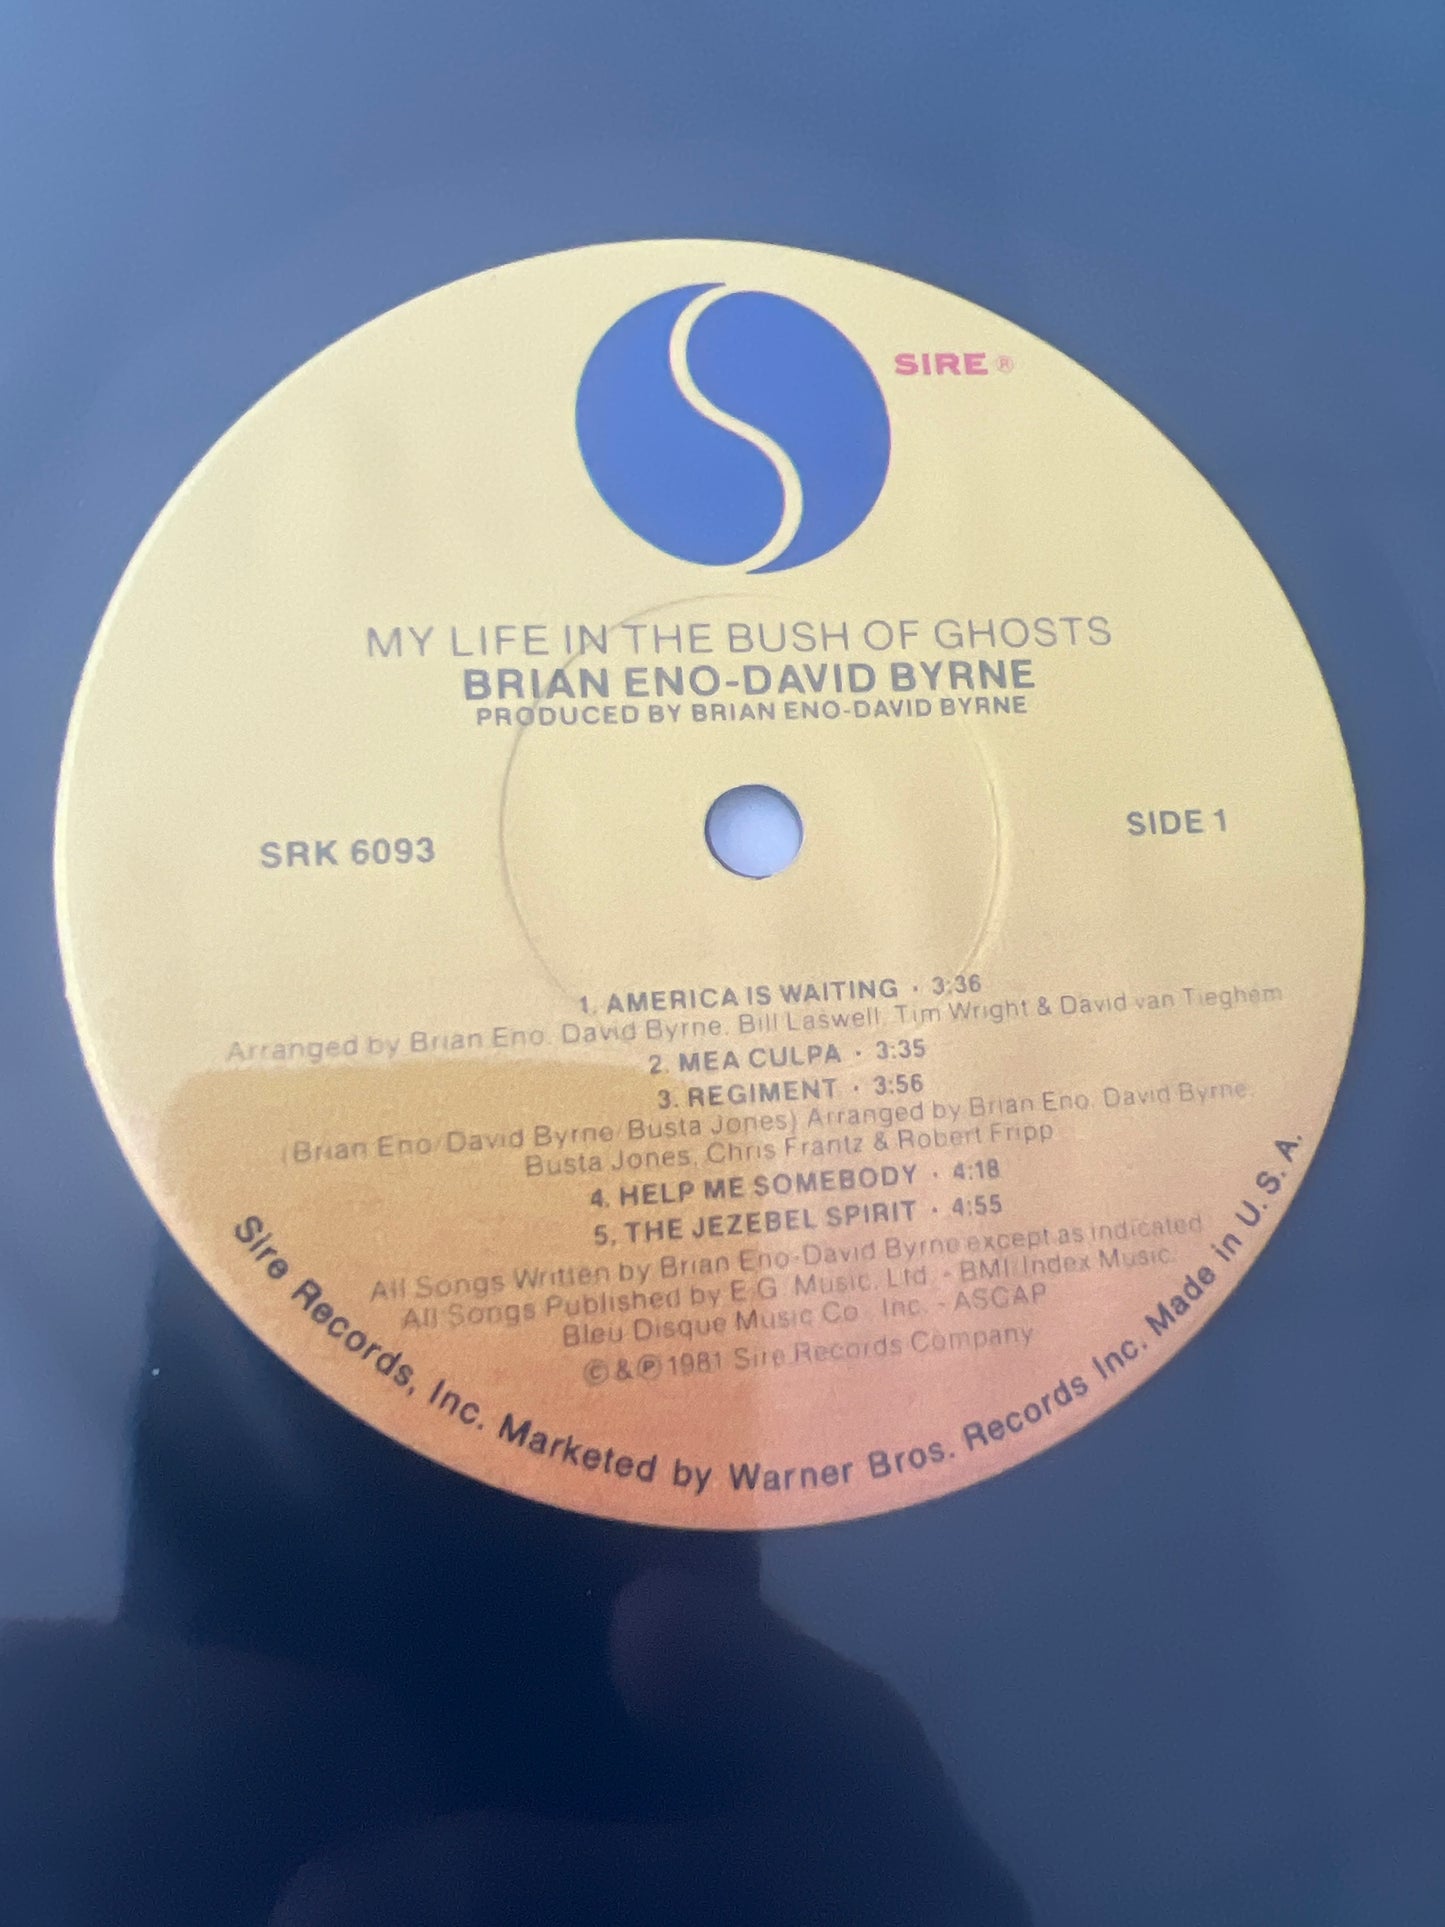 SIRE ®
MY LIFE IN THE BUSH OF GHOSTS
BRIAN ENO-DAVID BYRNE
PRODUCED BY BRIAN ENO-DAVID BYRNE
SRK 6093
SIDE 1
1. AMERICA IS WAITING · 3:36
Arranged by Brian Eno, David Byrne, Bill Laswell, Tim Wright & David van Tieghem
2. MEA CULPA · 3:35
3. REGIMENT · 3:56
(Brian Eno/David Byrne/Busta Jones) Arranged by Brian Eno, David Byrne,
Busta Jones, Chris Frantz & Robert Fripp
4. HELP ME SOMEBODY · 4:18
5. THE JEZEBEL SPIRIT · 4:55
All Songs Written by Brian Eno-David Byrne except as indicated
All Songs Published by E.G. Music, Ltd. - BMI/Index Music,
Bleu Disque Music Co., Inc. - ASCAP
© & ℗ 1981 Sire Records Company
Sire Records, Inc. Marketed by Warner Bros. Records Inc. Made in U.S.A.